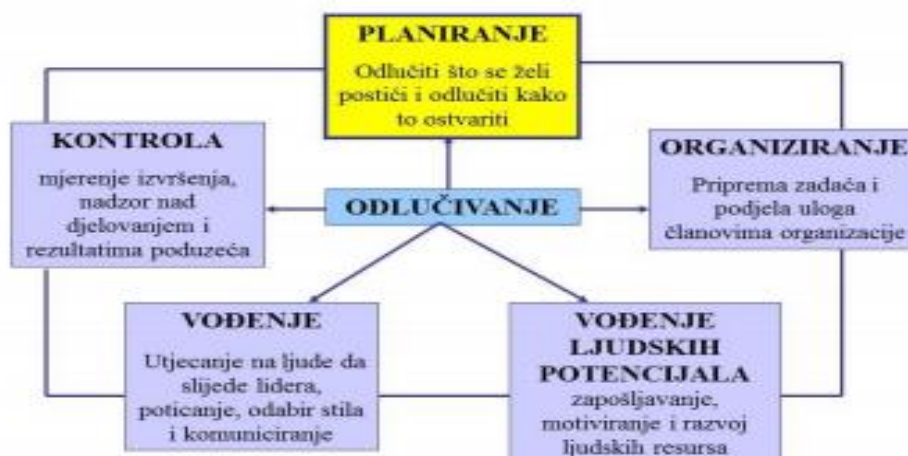 PLANIRANJE
Odlučiti što se želi
postići i odlučiti kako
to ostvariti
KONTROLA
mjerenje izvršenja,
nadzor nad
djelovanjem i
rezultatima poduzeća
ODLUČIVANJE
ORGANIZIRANJE
Priprema zadaća i
podjela uloga
članovima organizacije
VOĐENJE
Utjecanje na ljude da
slijede lidera,
poticanje, odabir stila
i komuniciranje
VOĐENJE
LJUDSKIH
POTENCIJALA
zapošljavanje,
motiviranje i razvoj
ljudskih resursa